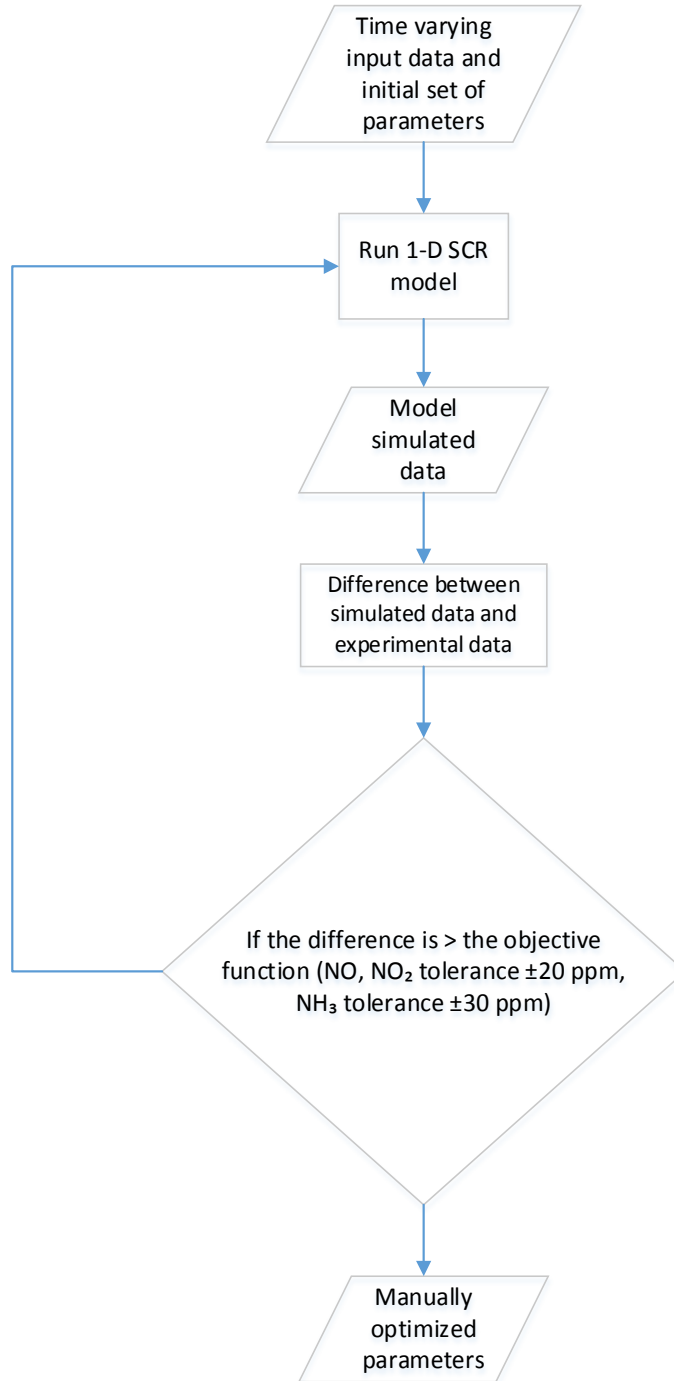 Time varying
input data and
initial set of
parameters
Run 1-D SCR
model
Model
simulated
data
Difference between
simulated data and
experimental data
If the difference is > the objective
function (NO, NO₂ tolerance ±20 ppm,
NH₃ tolerance ±30 ppm)
Manually
optimized
parameters